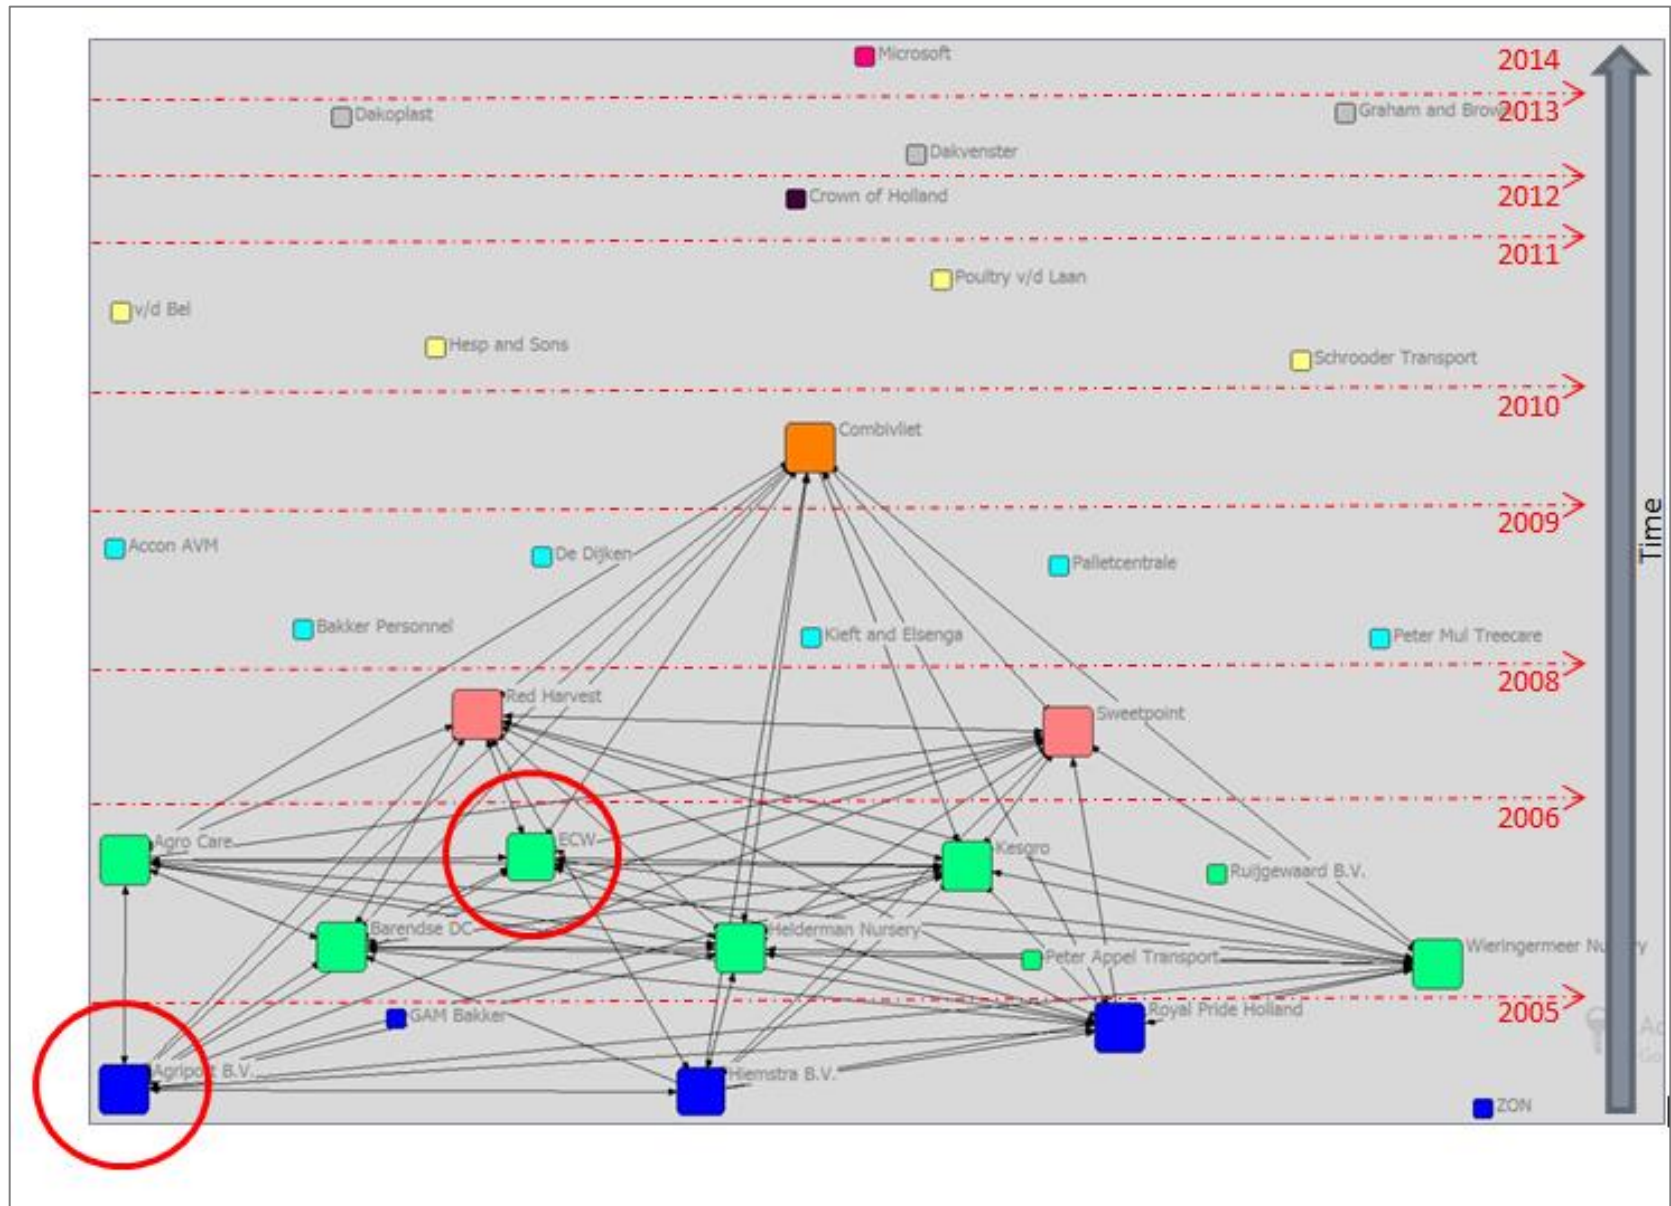 Microsoft
2014
Dakoplast
Graham and Brown
2013
Dakvenster
Crown of Holland
2012
2011
Poultry v/d Laan
v/d Bel
Hesp and Sons
Schrooder Transport
2010
Combivliet
2009
Time
Accon AVM
De Dijken
Palletcentrale
Bakker Personnel
Kieft and Elsenga
Peter Mul Treecare
2008
Red Harvest
Sweetpoint
2006
Agro Care
ECW
Kesgro
Ruijgewaard B.V.
Barendse DC
Helderman Nursery
Peter Appel Transport
Wieringermeer Nursery
2005
GAM Bakker
Royal Pride Holland
Agriport B.V.
Hiemstra B.V.
ZON